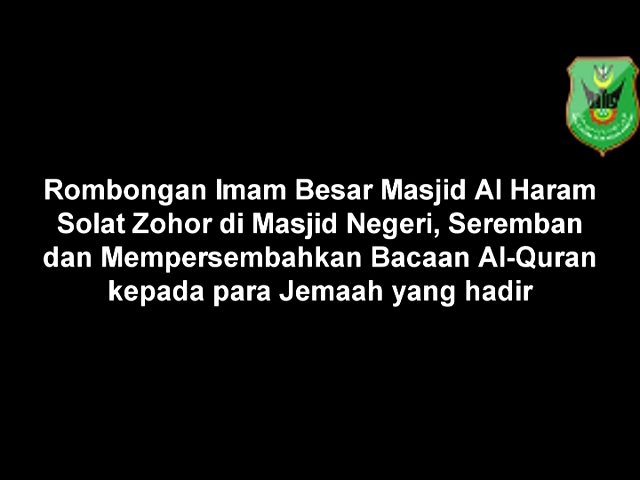 Rombongan Imam Besar Masjid Al Haram
Solat Zohor di Masjid Negeri, Seremban
dan Mempersembahkan Bacaan Al-Quran
kepada para Jemaah yang hadir